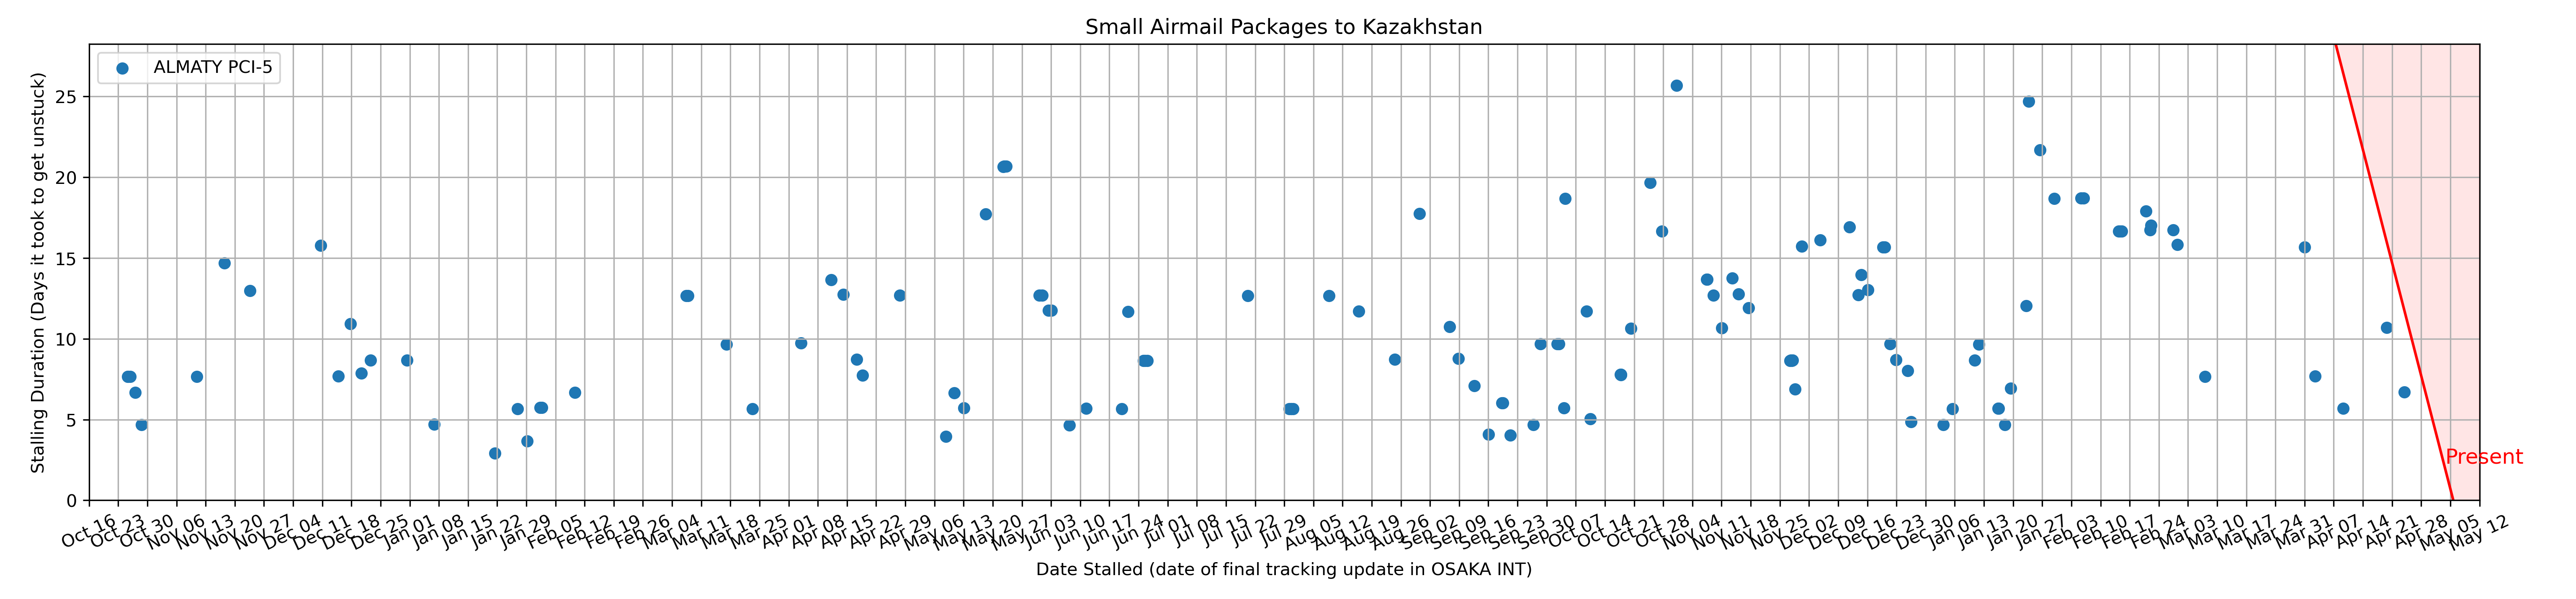 Small Airmail Packages to Kazakhstan
ALMATY PCI-5
Stalling Duration (Days it took to get unstuck)
25
20
15
10
5
0
Present
Oct 16
Oct 23
Oct 30
Nov 06
Nov 13
Nov 20
Nov 27
Dec 04
Dec 11
Dec 18
Dec 25
Jan 01
Jan 08
Jan 15
Jan 22
Jan 29
Feb 05
Feb 12
Feb 19
Feb 26
Mar 04
Mar 11
Mar 18
Mar 25
Apr 01
Apr 08
Apr 15
Apr 22
Apr 29
May 06
May 13
May 20
May 27
Jun 03
Jun 10
Jun 17
Jun 24
Jul 01
Jul 08
Jul 15
Jul 22
Jul 29
Aug 05
Aug 12
Aug 19
Aug 26
Sep 02
Sep 09
Sep 16
Sep 23
Sep 30
Oct 07
Oct 14
Oct 21
Oct 28
Nov 04
Nov 11
Nov 18
Nov 25
Dec 02
Dec 09
Dec 16
Dec 23
Dec 30
Jan 06
Jan 13
Jan 20
Jan 27
Feb 03
Feb 10
Feb 17
Feb 24
Mar 03
Mar 10
Mar 17
Mar 24
Mar 31
Apr 07
Apr 14
Apr 21
Apr 28
May 05
May 12
Date Stalled (date of final tracking update in OSAKA INT)